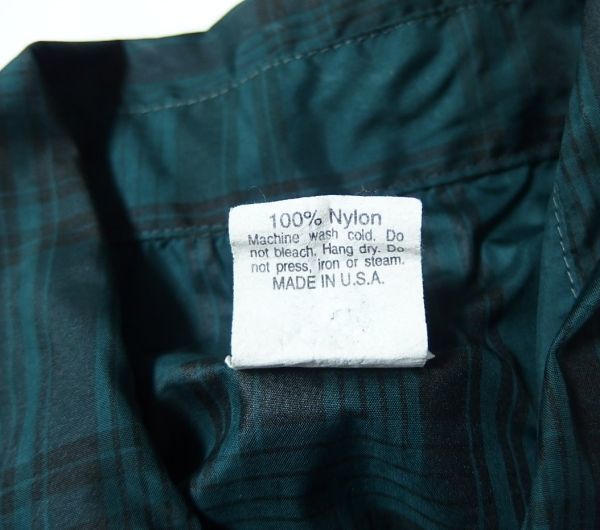 100% Nylon
Machine wash cold. Do
not bleach. Hang dry. Do
not press, iron or steam.
MADE IN U.S.A.